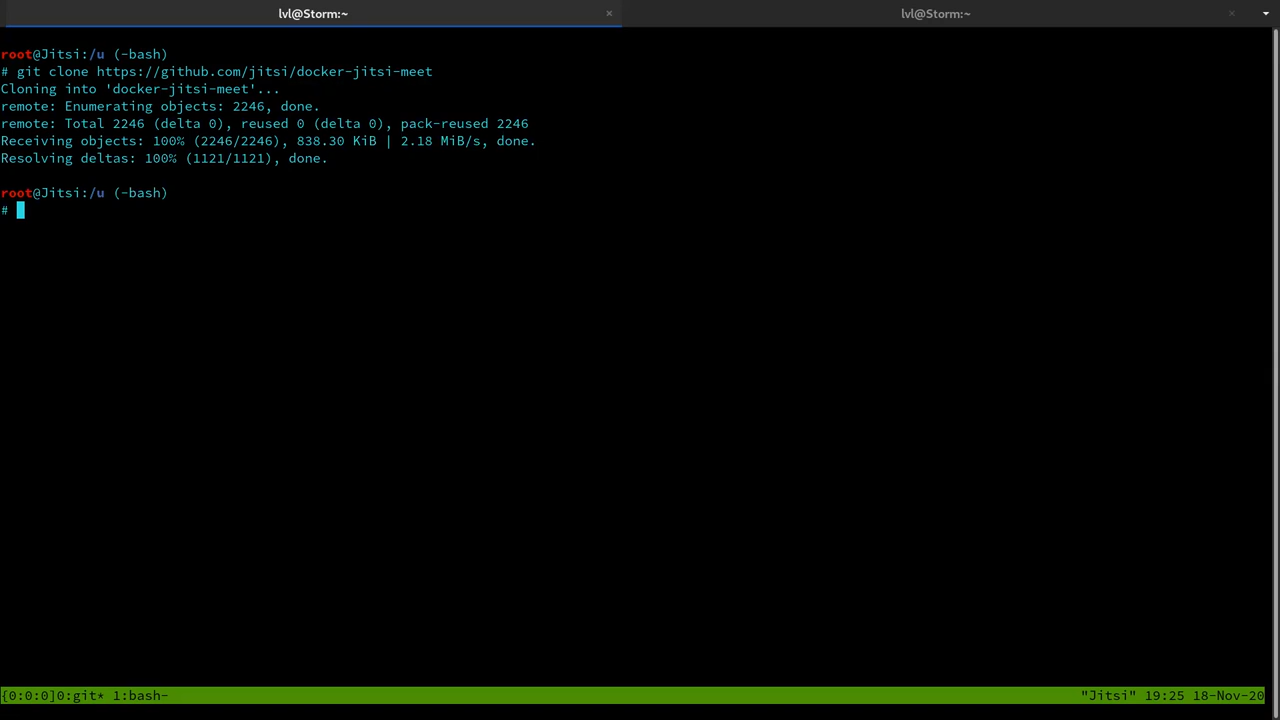 lvl@Storm:~ × lvl@Storm:~ ×
root@Jitsi:/u (-bash)
# git clone https://github.com/jitsi/docker-jitsi-meet
Cloning into 'docker-jitsi-meet'...
remote: Enumerating objects: 2246, done.
remote: Total 2246 (delta 0), reused 0 (delta 0), pack-reused 2246
Receiving objects: 100% (2246/2246), 838.30 KiB | 2.18 MiB/s, done.
Resolving deltas: 100% (1121/1121), done.
root@Jitsi:/u (-bash)
#
{0:0:0]0:git* 1:bash- "Jitsi" 19:25 18-Nov-20